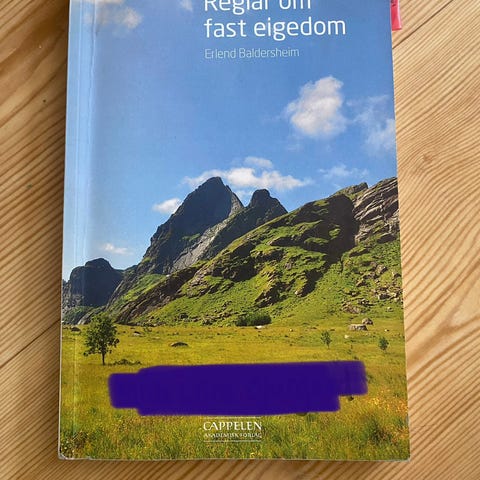 Reglar om
fast eigedom
Erlend Baldersheim
CAPPELEN
AKADEMISK FORLAG